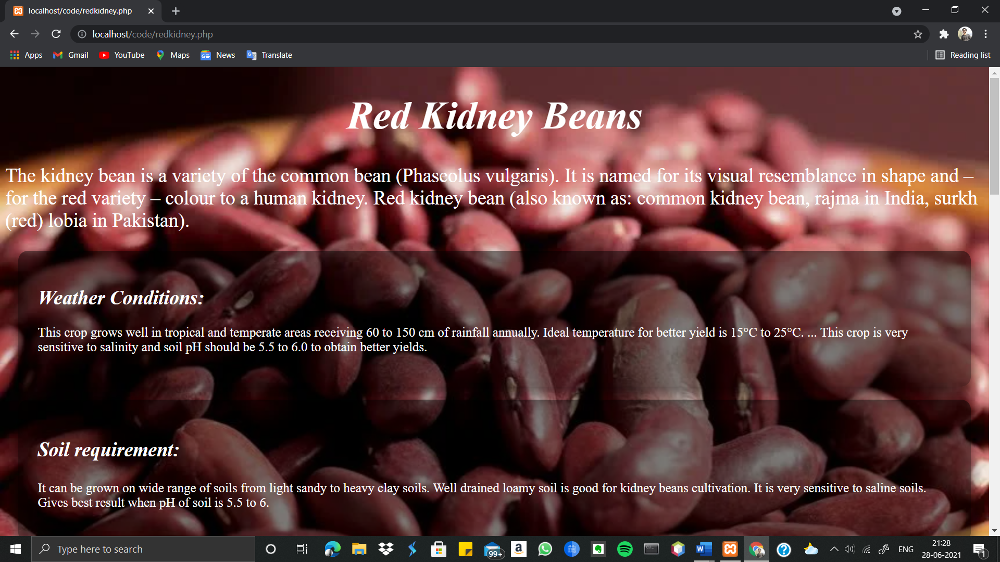 localhost/code/redkidney.php
localhost/code/redkidney.php
Apps Gmail YouTube Maps News Translate Reading list
Red Kidney Beans
The kidney bean is a variety of the common bean (Phaseolus vulgaris). It is named for its visual resemblance in shape and –
for the red variety – colour to a human kidney. Red kidney bean (also known as: common kidney bean, rajma in India, surkh
(red) lobia in Pakistan).
Weather Conditions:
This crop grows well in tropical and temperate areas receiving 60 to 150 cm of rainfall annually. Ideal temperature for better yield is 15°C to 25°C. ... This crop is very
sensitive to salinity and soil pH should be 5.5 to 6.0 to obtain better yields.
Soil requirement:
It can be grown on wide range of soils from light sandy to heavy clay soils. Well drained loamy soil is good for kidney beans cultivation. It is very sensitive to saline soils.
Gives best result when pH of soil is 5.5 to 6.
Type here to search
99+
ENG
21:28
28-06-2021
1